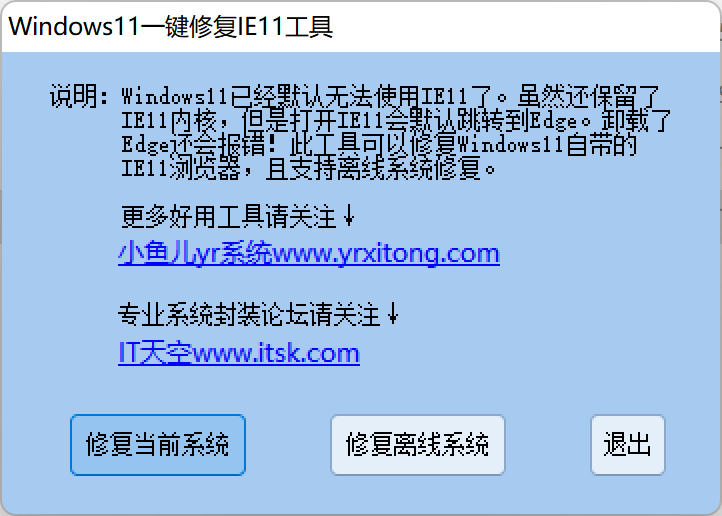 Windows11一键修复IE11工具
说明：Windows11已经默认无法使用IE11了。虽然还保留了
IE11内核，但是打开IE11会默认跳转到Edge。卸载了
Edge还会报错！此工具可以修复Windows11自带的
IE11浏览器，且支持离线系统修复。
更多好用工具请关注↓
小鱼儿yr系统www.yrxitong.com
专业系统封装论坛请关注↓
IT天空www.itsk.com
修复当前系统 修复离线系统 退出